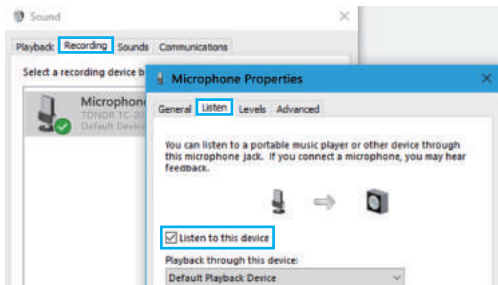 Sound
Playback Recording Sounds Communications
Select a recording device b
Microphone
TONOR TC-20
Default Device
Microphone Properties
General Listen Levels Advanced
You can listen to a portable music player or other device through
this microphone jack. If you connect a microphone, you may hear
feedback.
Listen to this device
Playback through this device:
Default Playback Device